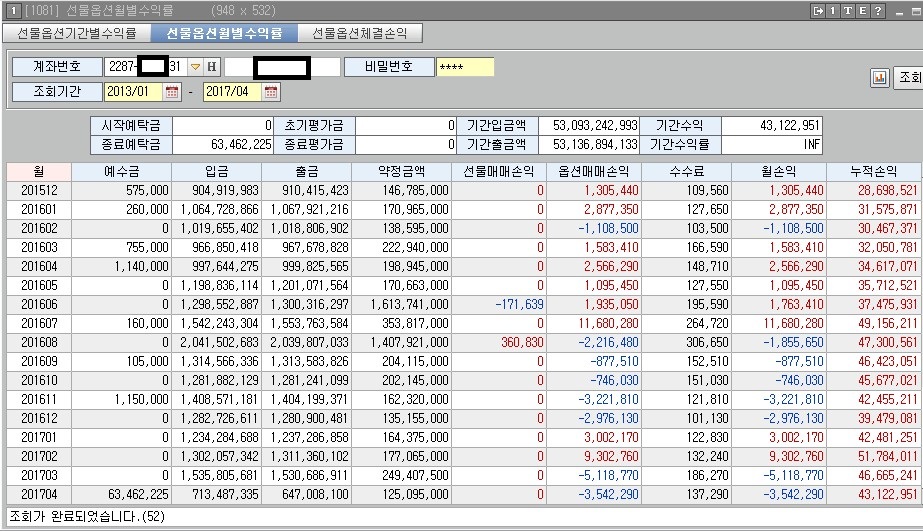 1 [1081] 선물옵션월별수익률 (948 x 532) 1 T E ?
선물옵션기간별수익률 선물옵션월별수익률 선물옵션체결손익
계좌번호 2287- 31 H 비밀번호 ****
조회기간 2013/01 - 2017/04 조회
시작예탁금 0 초기평가금 0 기간입금액 53,093,242,993 기간수익 43,122,951
종료예탁금 63,462,225 종료평가금 0 기간출금액 53,136,894,133 기간수익률 INF
월 예수금 입금 출금 약정금액 선물매매손익 옵션매매손익 수수료 월손익 누적손익
201512 575,000 904,919,983 910,415,423 146,785,000 0 1,305,440 109,560 1,305,440 28,698,521
201601 260,000 1,064,728,866 1,067,921,216 170,965,000 0 2,877,350 127,650 2,877,350 31,575,871
201602 0 1,019,655,402 1,018,806,902 138,595,000 0 -1,108,500 103,500 -1,108,500 30,467,371
201603 755,000 966,850,418 967,678,828 222,940,000 0 1,583,410 166,590 1,583,410 32,050,781
201604 1,140,000 997,644,275 999,825,565 198,945,000 0 2,566,290 148,710 2,566,290 34,617,071
201605 0 1,198,836,114 1,201,071,564 170,663,000 0 1,095,450 127,550 1,095,450 35,712,521
201606 0 1,298,552,887 1,300,316,297 1,613,741,000 -171,639 1,935,050 195,590 1,763,410 37,475,931
201607 160,000 1,542,243,304 1,553,763,584 353,817,000 0 11,680,280 264,720 11,680,280 49,156,211
201608 0 2,041,502,683 2,039,807,033 1,407,921,000 360,830 -2,216,480 306,650 -1,855,650 47,300,561
201609 105,000 1,314,566,336 1,313,583,826 204,115,000 0 -877,510 152,510 -877,510 46,423,051
201610 0 1,281,882,129 1,281,241,099 202,145,000 0 -746,030 151,030 -746,030 45,677,021
201611 1,150,000 1,408,571,181 1,404,199,371 162,320,000 0 -3,221,810 121,810 -3,221,810 42,455,211
201612 0 1,282,726,611 1,280,900,481 135,155,000 0 -2,976,130 101,130 -2,976,130 39,479,081
201701 0 1,234,284,688 1,237,286,858 164,375,000 0 3,002,170 122,830 3,002,170 42,481,251
201702 0 1,302,057,342 1,311,360,102 177,065,000 0 9,302,760 132,240 9,302,760 51,784,011
201703 0 1,535,805,681 1,530,686,911 249,407,500 0 -5,118,770 186,270 -5,118,770 46,665,241
201704 63,462,225 713,487,335 647,008,100 125,095,000 0 -3,542,290 137,290 -3,542,290 43,122,951
조회가 완료되었습니다.(52)